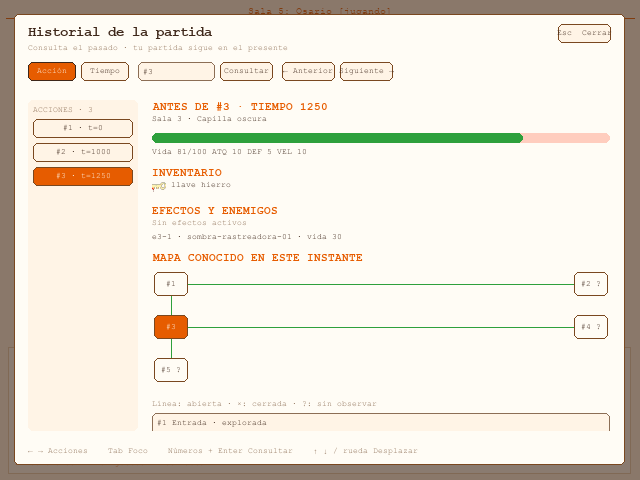 Sala 5: Osario [jugando]
Historial de la partida
Esc Cerrar
Consulta el pasado · tu partida sigue en el presente
Acción
Tiempo
#3
Consultar
← Anterior
Siguiente →
ACCIONES · 3
#1 · t=0
#2 · t=1000
#3 · t=1250
ANTES DE #3 · TIEMPO 1250
Sala 3 · Capilla oscura
Vida 81/100 ATQ 10 DEF 5 VEL 10
INVENTARIO
llave hierro
EFECTOS Y ENEMIGOS
Sin efectos activos
e3-1 · sombra-rastreadora-01 · vida 30
MAPA CONOCIDO EN ESTE INSTANTE
#1
#2 ?
#3
#4 ?
#5 ?
Línea: abierta · ×: cerrada · ?: sin observar
#1 Entrada · explorada
← → Acciones Tab Foco Números + Enter Consultar ↑ ↓ / rueda Desplazar